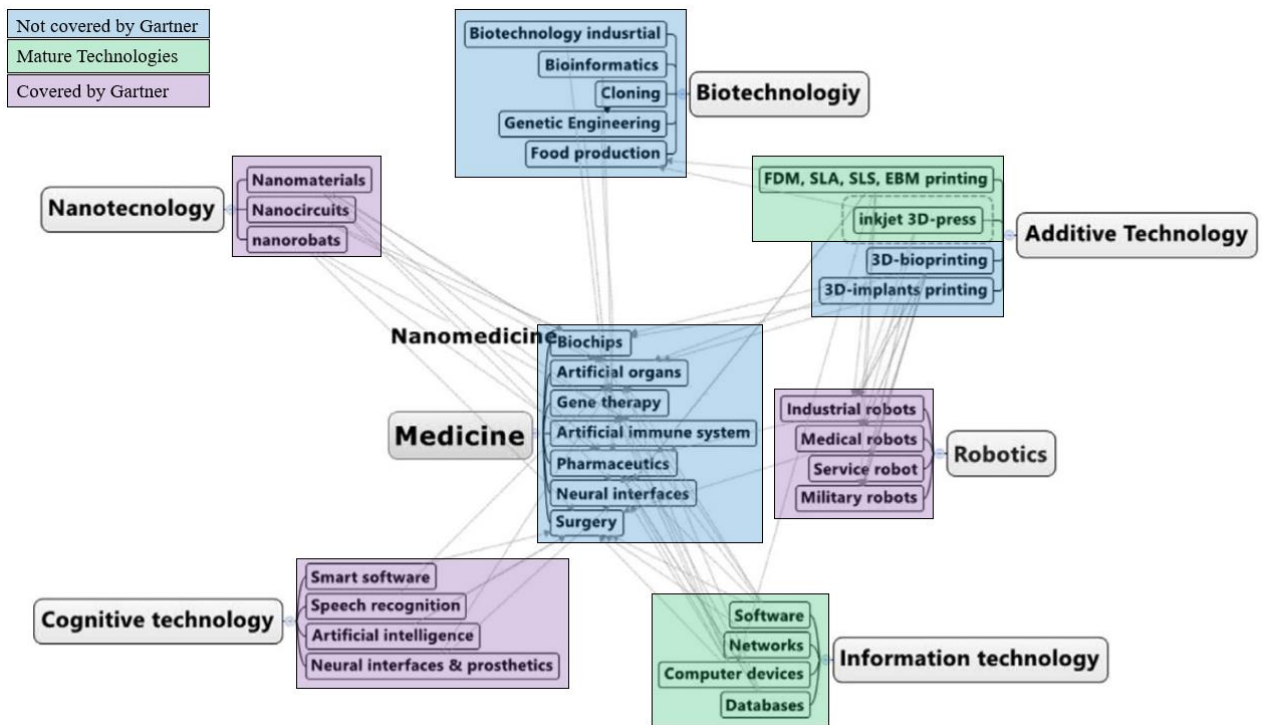 Not covered by Gartner
Mature Technologies
Covered by Gartner
Biotechnology indusrtial
Bioinformatics
Cloning
Genetic Engineering
Food production
Biotechnologiy
Nanotecnology
Nanomaterials
Nanocircuits
nanorobats
FDM, SLA, SLS, EBM printing
inkjet 3D-press
3D-bioprinting
3D-implants printing
Additive Technology
Nanomedicine
Medicine
Biochips
Artificial organs
Gene therapy
Artificial immune system
Pharmaceutics
Neural interfaces
Surgery
Industrial robots
Medical robots
Service robot
Military robots
Robotics
Cognitive technology
Smart software
Speech recognition
Artificial intelligence
Neural interfaces & prosthetics
Software
Networks
Computer devices
Databases
Information technology